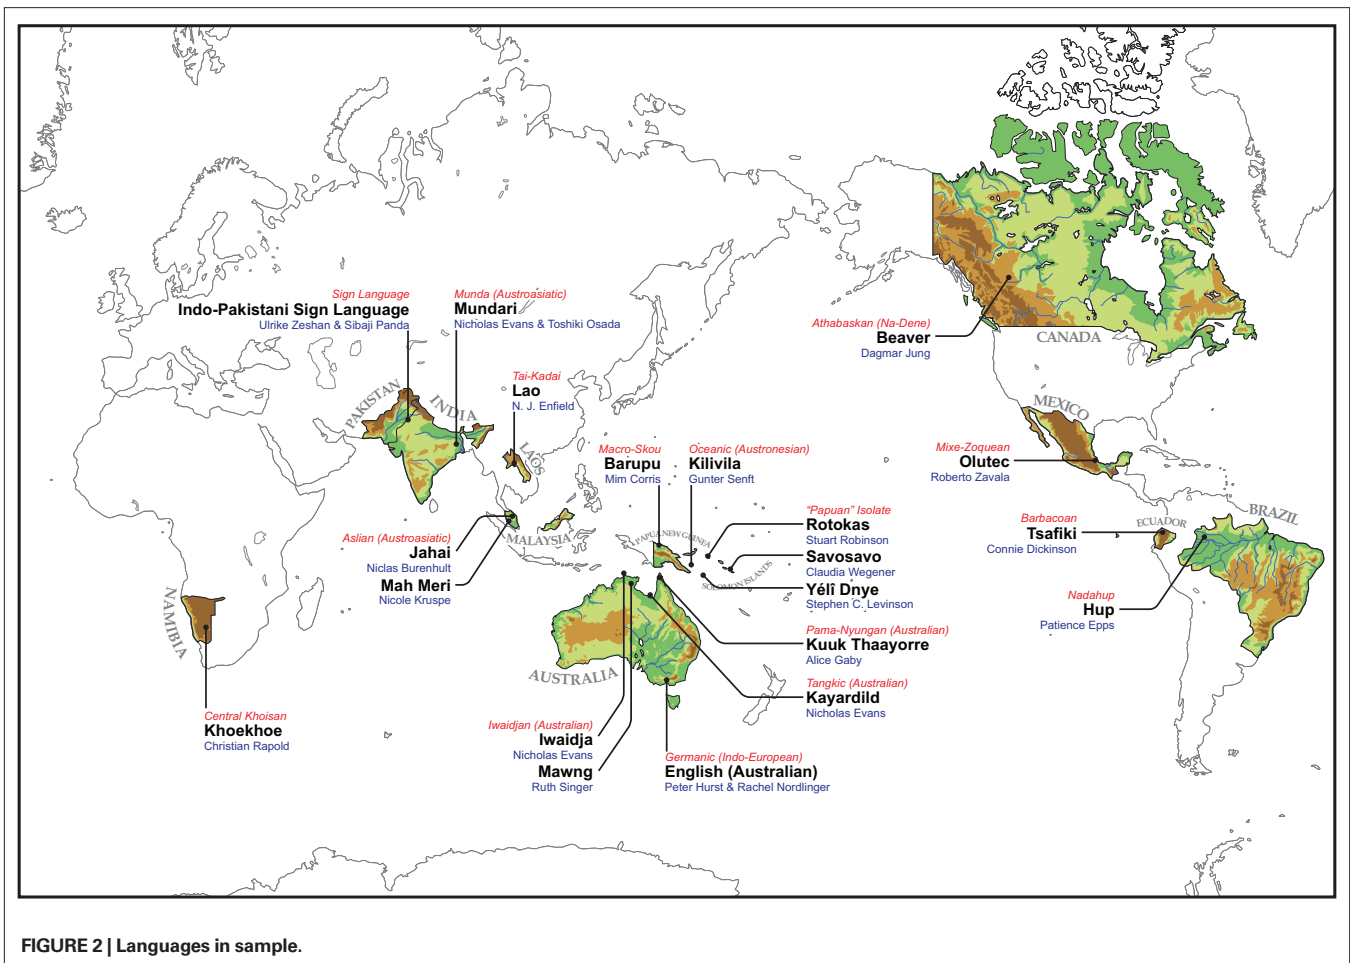 Sign Language
Indo-Pakistani Sign Language
Ulrike Zeshan & Sibaji Panda
Munda (Austroasiatic)
Mundari
Nicholas Evans & Toshiki Osada
Athabaskan (Na-Dene)
Beaver
Dagmar Jung
CANADA
Tai-Kadai
Lao
N. J. Enfield
PAKISTAN
INDIA
LAOS
MEXICO
Macro-Skou
Barupu
Mim Corris
Oceanic (Austronesian)
Kilivila
Gunter Senft
Mixe-Zoquean
Olutec
Roberto Zavala
"Papuan" Isolate
Rotokas
Stuart Robinson
Savosavo
Claudia Wegener
Yélî Dnye
Stephen C. Levinson
PAPUA NEW GUINEA
SOLOMON ISLANDS
Barbacoan
Tsafiki
Connie Dickinson
ECUADOR
BRAZIL
Aslian (Austroasiatic)
Jahai
Niclas Burenhult
Mah Meri
Nicole Kruspe
MALAYSIA
Nadahup
Hup
Patience Epps
NAMIBIA
Pama-Nyungan (Australian)
Kuuk Thaayorre
Alice Gaby
AUSTRALIA
Tangkic (Australian)
Kayardild
Nicholas Evans
Central Khoisan
Khoekhoe
Christian Rapold
Iwaidjan (Australian)
Iwaidja
Nicholas Evans
Mawng
Ruth Singer
Germanic (Indo-European)
English (Australian)
Peter Hurst & Rachel Nordlinger
FIGURE 2 | Languages in sample.